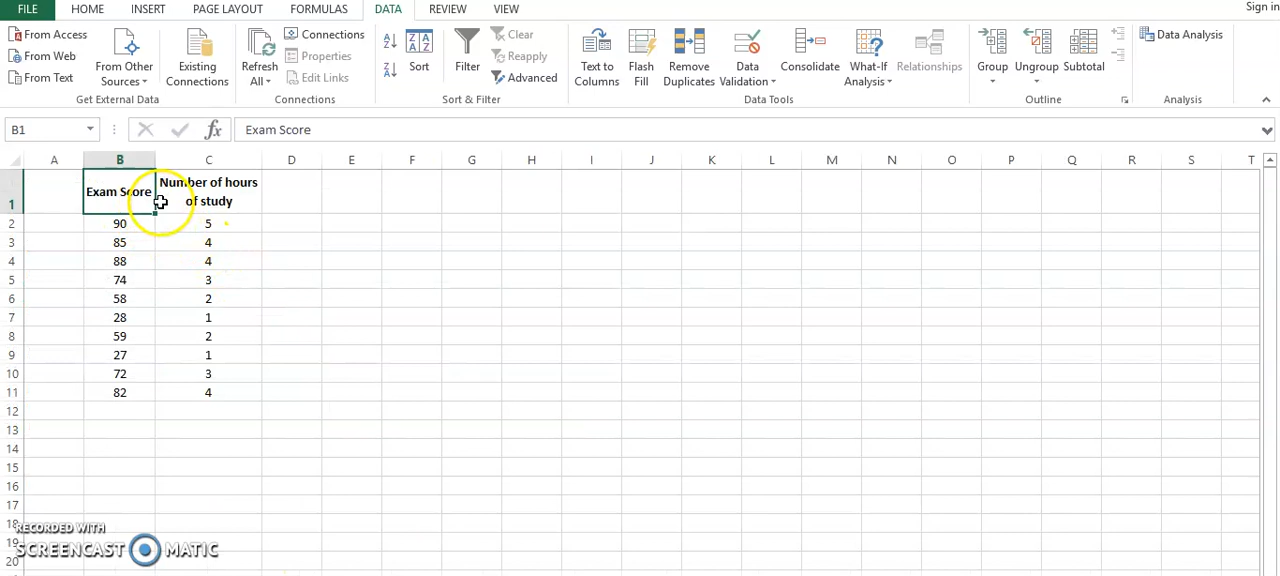 FILE HOME INSERT PAGE LAYOUT FORMULAS DATA REVIEW VIEW Sign in
From Access
From Web
From Text
From Other
Sources
Existing
Connections
Get External Data
Refresh
All
Connections
Properties
Edit Links
Connections
Sort
Filter
Clear
Reapply
Advanced
Sort & Filter
Text to
Columns
Flash
Fill
Remove
Duplicates
Data
Validation
Consolidate
What-If
Analysis
Relationships
Data Tools
Group
Ungroup
Subtotal
Outline
Data Analysis
Analysis
B1 fx Exam Score
A B C D E F G H I J K L M N O P Q R S T
1 Exam Score Number of hours
of study
2 90 5
3 85 4
4 88 4
5 74 3
6 58 2
7 28 1
8 59 2
9 27 1
10 72 3
11 82 4
12
13
14
15
16
17
18
19
20
RECORDED WITH
SCREENCAST MATIC